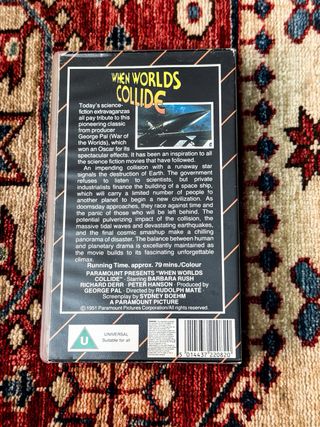 WHEN WORLDS
COLLIDE
Today's science-
fiction extravaganzas
all pay tribute to this
pioneering classic
from producer
George Pal (War of
the Worlds), which
won an Oscar for its
spectacular effects. It has been an inspiration to all
the science fiction movies that have followed.
An impending collision with a runaway star
signals the destruction of Earth. The government
refuses to listen to scientists, but private
industrialists finance the building of a space ship,
which will carry a limited number of people to
another planet to begin a new civilization. As
doomsday approaches, they race against time and
the panic of those who will be left behind. The
potential pulverizing impact of the collision, the
massive tidal waves and devastating earthquakes,
and the final cosmic smashup make a chilling
panorama of disaster. The balance between human
and planetary drama is excellently maintained as
the movie builds to its fascinating unforgettable
climax.
Running Time. approx. 79 mins./Colour
PARAMOUNT PRESENTS "WHEN WORLDS
COLLIDE" · Starring BARBARA RUSH
RICHARD DERR · PETER HANSON · Produced by
GEORGE PAL · Directed by RUDOLPH MATÉ
Screenplay by SYDNEY BOEHM
A PARAMOUNT PICTURE
© 1951 Paramount Pictures Corporation/All rights reserved.
U
UNIVERSAL
Suitable for all
5 014437 220820